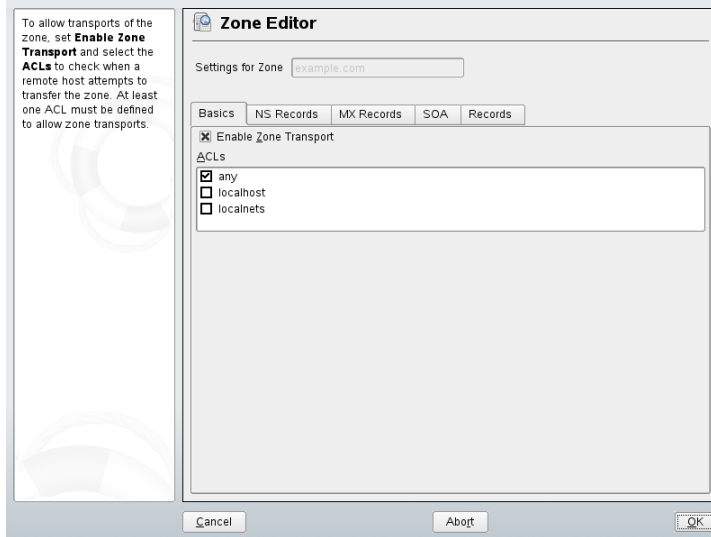 To allow transports of the
zone, set Enable Zone
Transport and select the
ACLs to check when a
remote host attempts to
transfer the zone. At least
one ACL must be defined
to allow zone transports.
Zone Editor
Settings for Zone example.com
Basics NS Records MX Records SOA Records
Enable Zone Transport
ACLs
any
localhost
localnets
Cancel Abort OK